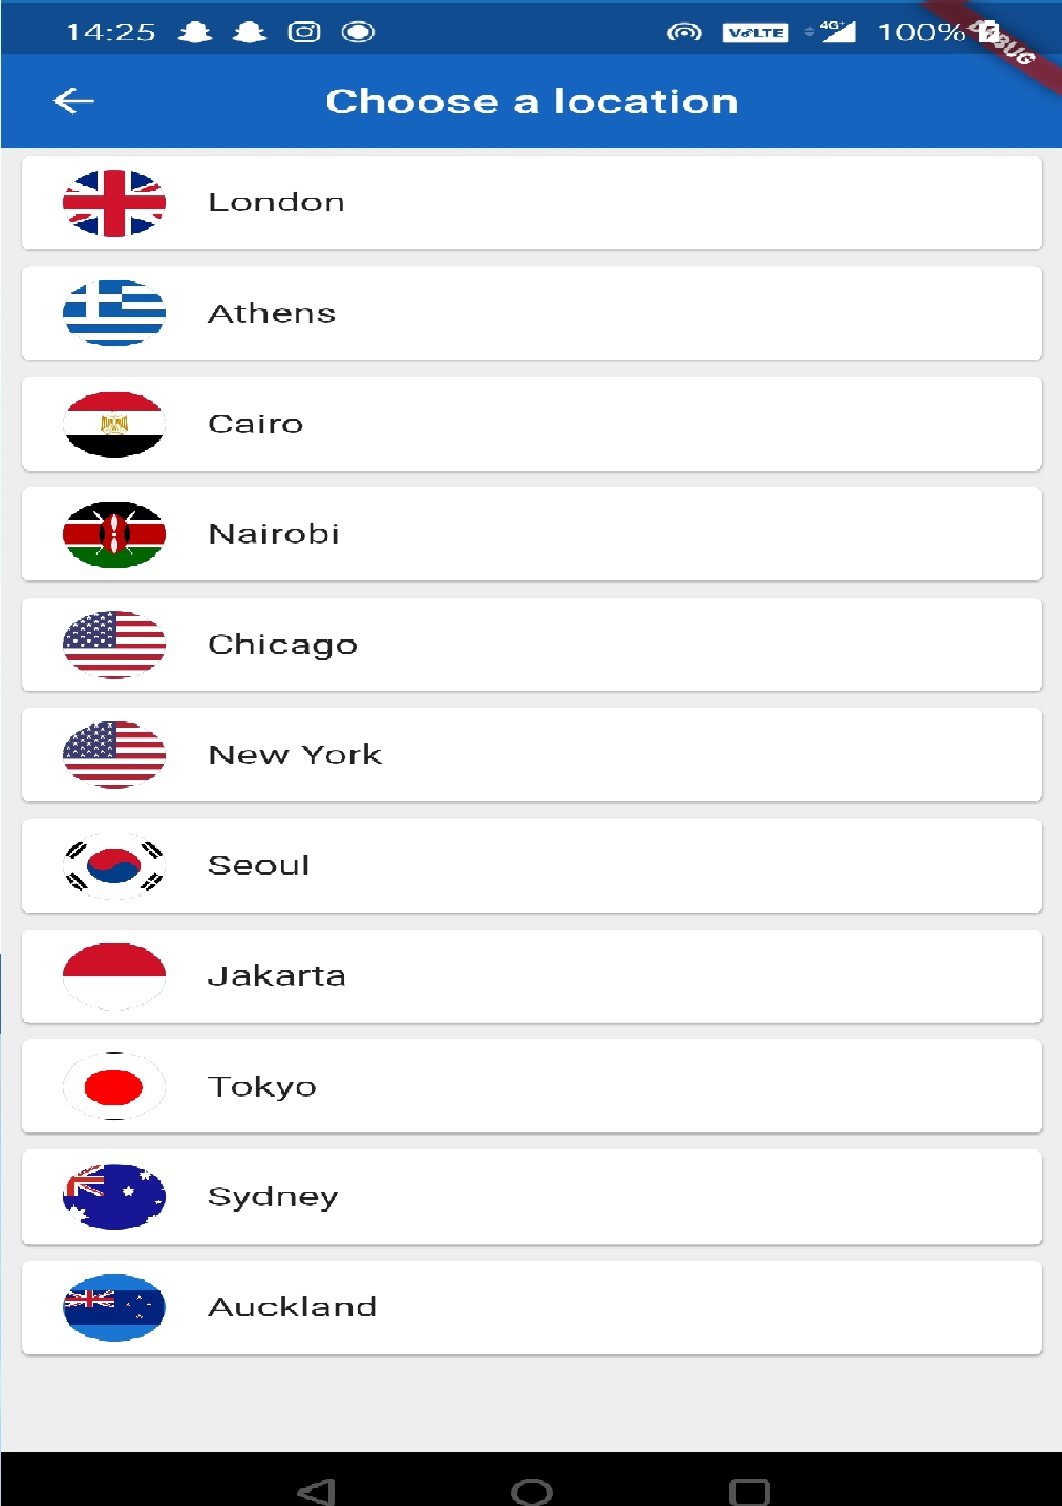 14:25 VoLTE 4G+ 100% DEBUG
Choose a location
London
Athens
Cairo
Nairobi
Chicago
New York
Seoul
Jakarta
Tokyo
Sydney
Auckland